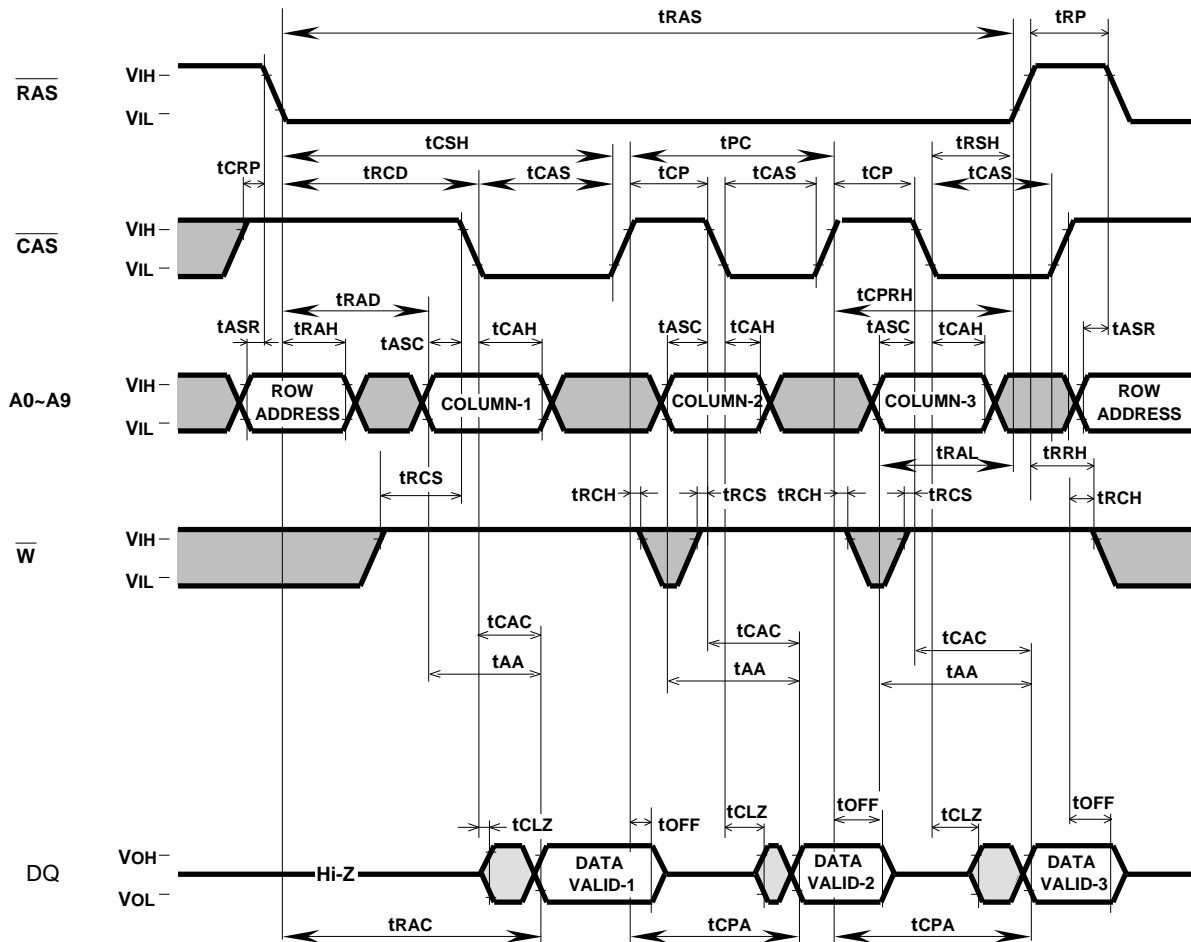 tRAS tRP
RAS VIH
VIL
tCSH tPC tRSH
tCRP tRCD tCAS tCP tCAS tCP tCAS
CAS VIH
VIL
tRAD tCPRH
tASR tRAH tASC tCAH tASC tCAH tASC tCAH tASR
A0~A9 VIH
VIL
ROW ADDRESS COLUMN-1 COLUMN-2 COLUMN-3 ROW ADDRESS
tRAL tRRH
tRCS tRCH tRCS tRCH tRCS tRCH
W VIH
VIL
tCAC tCAC tCAC
tAA tAA tAA
tCLZ tOFF tCLZ tOFF tCLZ tOFF
DQ VOH
VOL
Hi-Z DATA VALID-1 DATA VALID-2 DATA VALID-3
tRAC tCPA tCPA